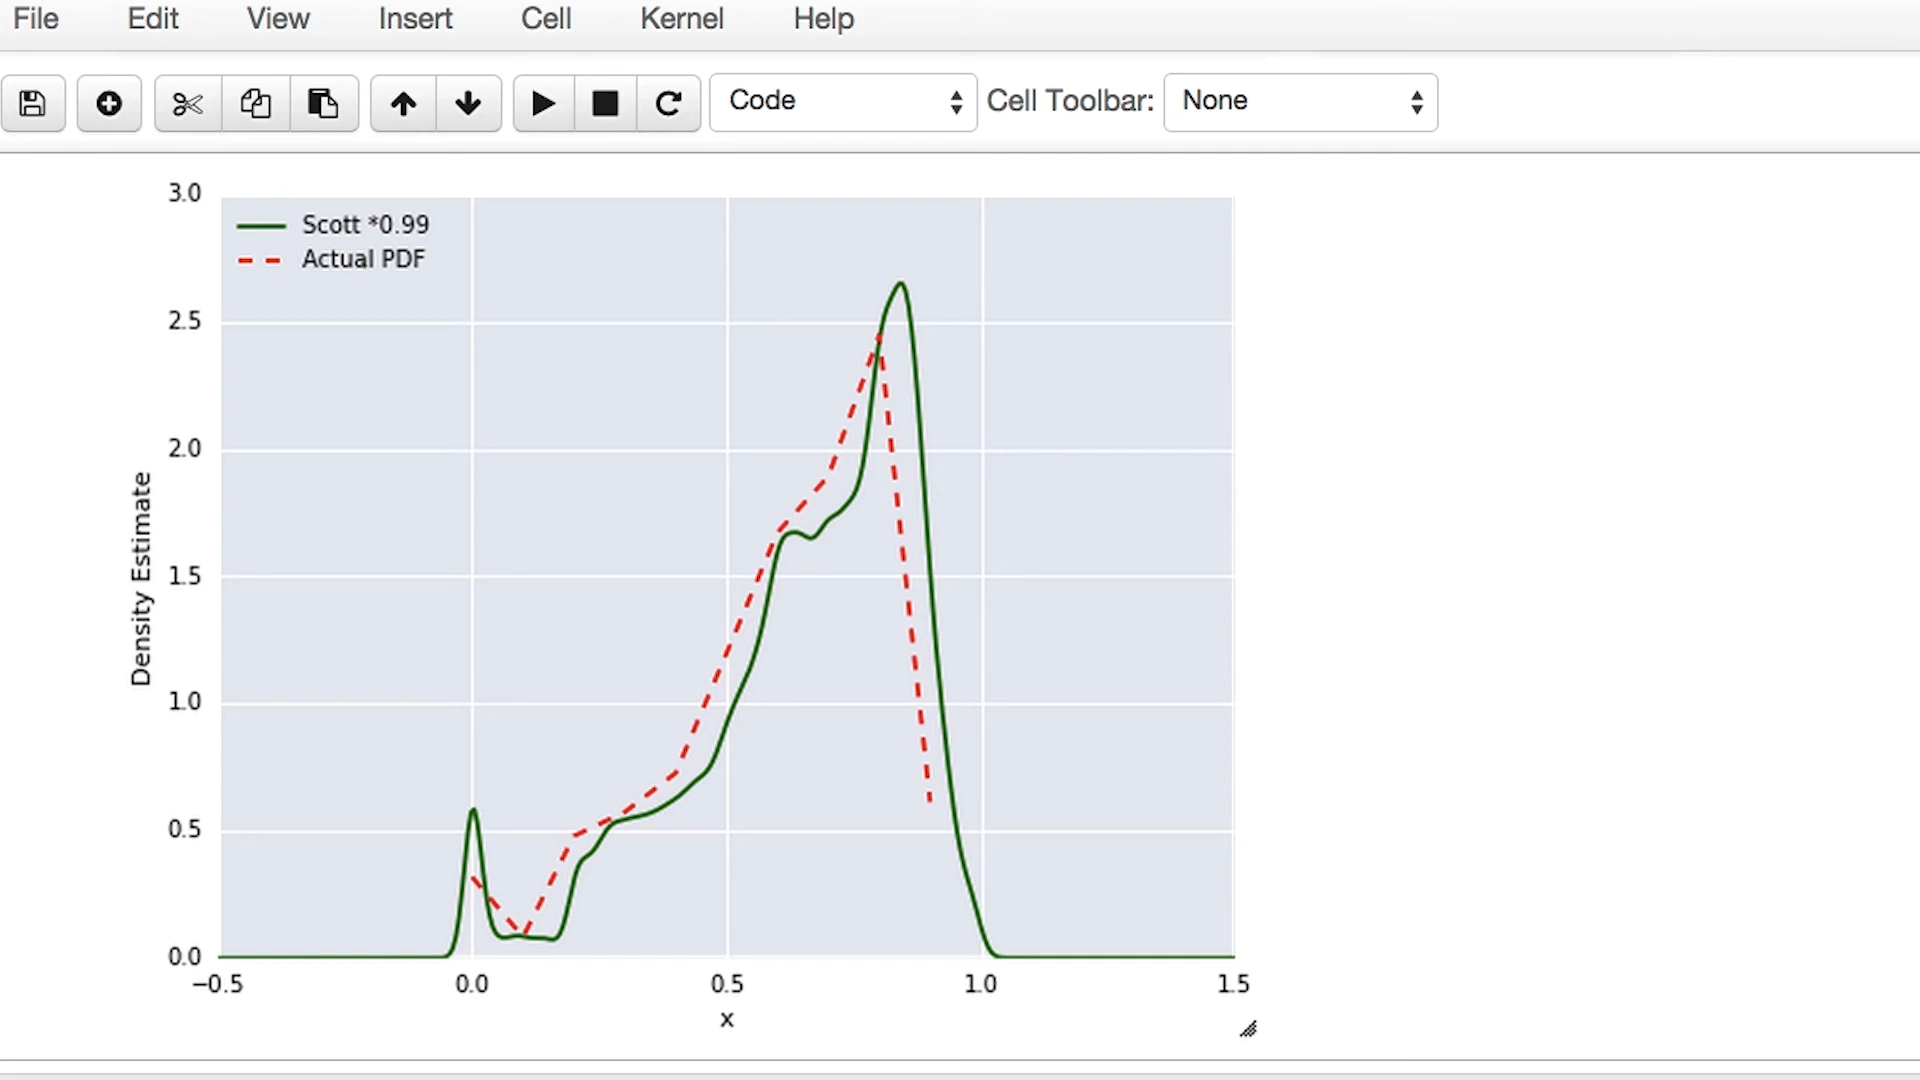 File Edit View Insert Cell Kernel Help
Code Cell Toolbar: None
3.0
Scott *0.99
Actual PDF
2.5
2.0
1.5
1.0
0.5
0.0
Density Estimate
−0.5 0.0 0.5 1.0 1.5
x